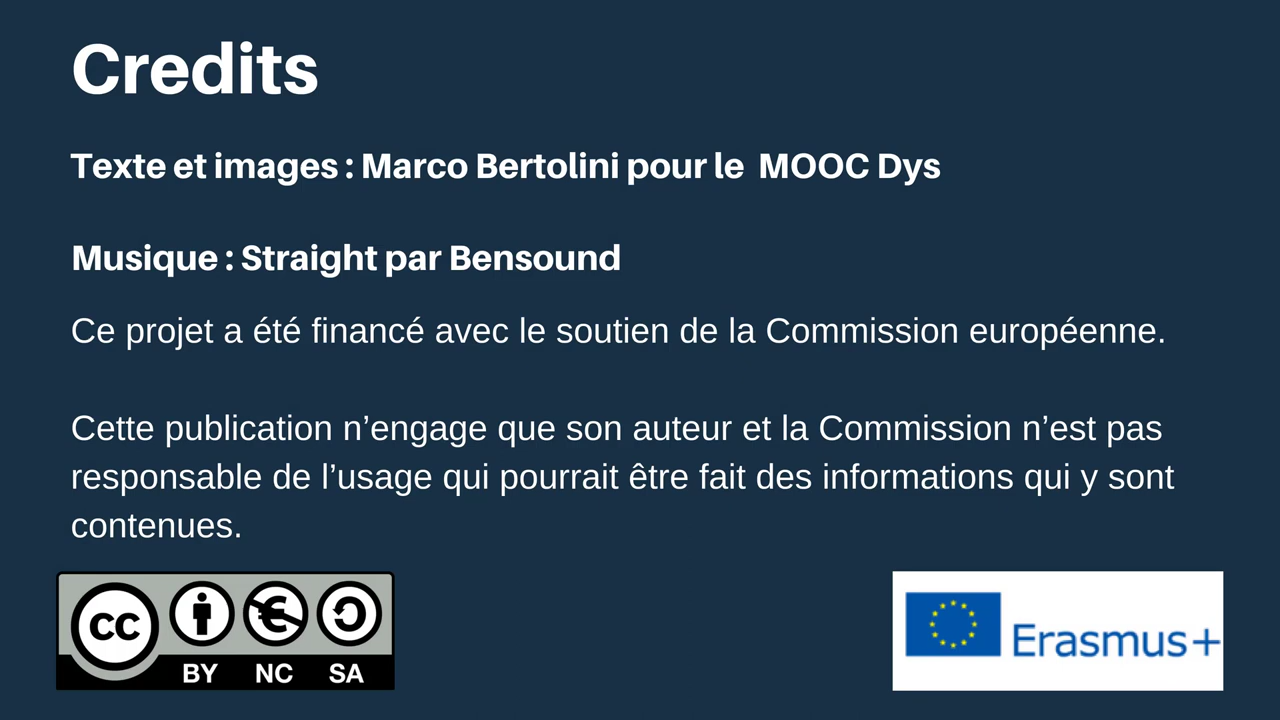 Credits
Texte et images : Marco Bertolini pour le MOOC Dys
Musique : Straight par Bensound
Ce projet a été financé avec le soutien de la Commission européenne.
Cette publication n’engage que son auteur et la Commission n’est pas
responsable de l’usage qui pourrait être fait des informations qui y sont
contenues.
CC
BY NC SA
Erasmus+